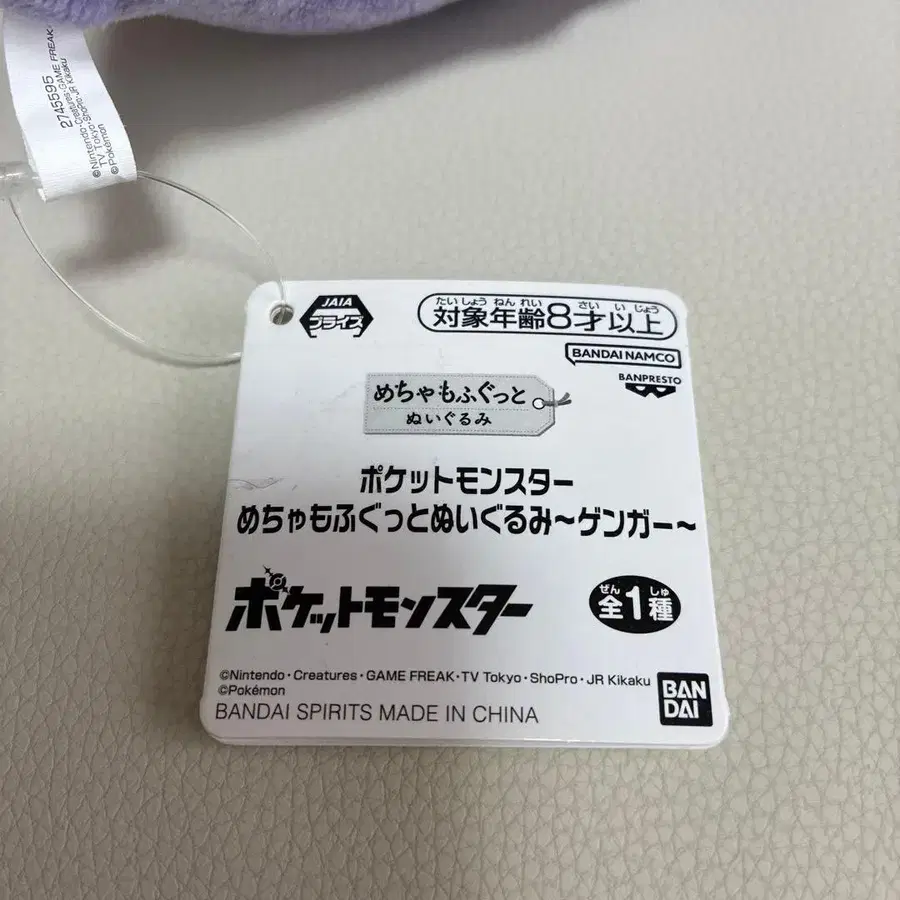 2745595
©Nintendo･Creatures･GAME FREAK･
TV Tokyo･ShoPro･JR Kikaku
©Pokémon
JAIA
プライズ
たいしょうねんれい さい いじょう
対象年齢8才以上
BANDAI NAMCO
BANPRESTO
めちゃもふぐっと
ぬいぐるみ
ポケットモンスター
めちゃもふぐっとぬいぐるみ～ゲンガー～
ポケットモンスター
ぜん しゅ
全1種
©Nintendo･Creatures･GAME FREAK･TV Tokyo･ShoPro･JR Kikaku
©Pokémon
BANDAI SPIRITS MADE IN CHINA
BAN
DAI